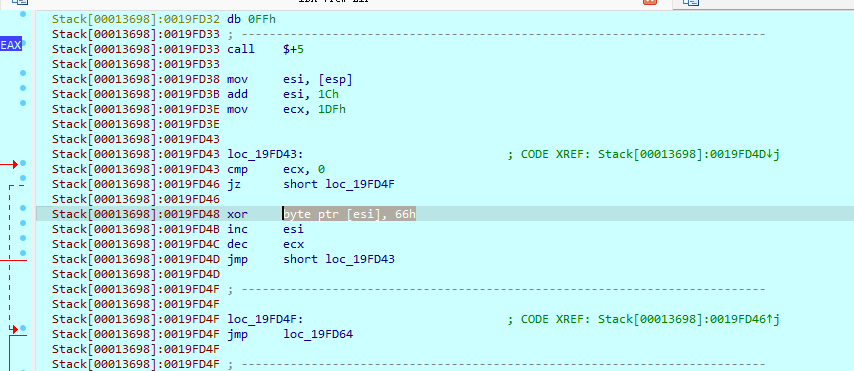 Stack[00013698]:0019FD32 db 0FFh
Stack[00013698]:0019FD33 ; ---------------------------------------------------------------------------
Stack[00013698]:0019FD33 call    $+5
Stack[00013698]:0019FD33
Stack[00013698]:0019FD38 mov     esi, [esp]
Stack[00013698]:0019FD3B add     esi, 1Ch
Stack[00013698]:0019FD3E mov     ecx, 1DFh
Stack[00013698]:0019FD3E
Stack[00013698]:0019FD43
Stack[00013698]:0019FD43 loc_19FD43:                             ; CODE XREF: Stack[00013698]:0019FD4D↓j
Stack[00013698]:0019FD43 cmp     ecx, 0
Stack[00013698]:0019FD46 jz      short loc_19FD4F
Stack[00013698]:0019FD46
Stack[00013698]:0019FD48 xor     byte ptr [esi], 66h
Stack[00013698]:0019FD4B inc     esi
Stack[00013698]:0019FD4C dec     ecx
Stack[00013698]:0019FD4D jmp     short loc_19FD43
Stack[00013698]:0019FD4D
Stack[00013698]:0019FD4F ; ---------------------------------------------------------------------------
Stack[00013698]:0019FD4F
Stack[00013698]:0019FD4F loc_19FD4F:                             ; CODE XREF: Stack[00013698]:0019FD46↑j
Stack[00013698]:0019FD4F jmp     loc_19FD64
Stack[00013698]:0019FD4F
Stack[00013698]:0019FD4F ; ---------------------------------------------------------------------------
EAX